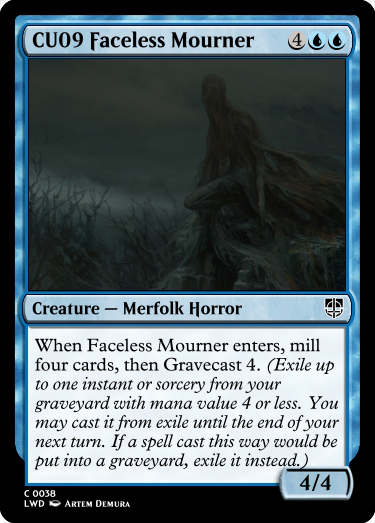 CU09 Faceless Mourner 4
Creature — Merfolk Horror
When Faceless Mourner enters, mill
four cards, then Gravecast 4. (Exile up
to one instant or sorcery from your
graveyard with mana value 4 or less. You
may cast it from exile until the end of your
next turn. If a spell cast this way would be
put into a graveyard, exile it instead.)
4/4
C 0038
LWD Artem Demura